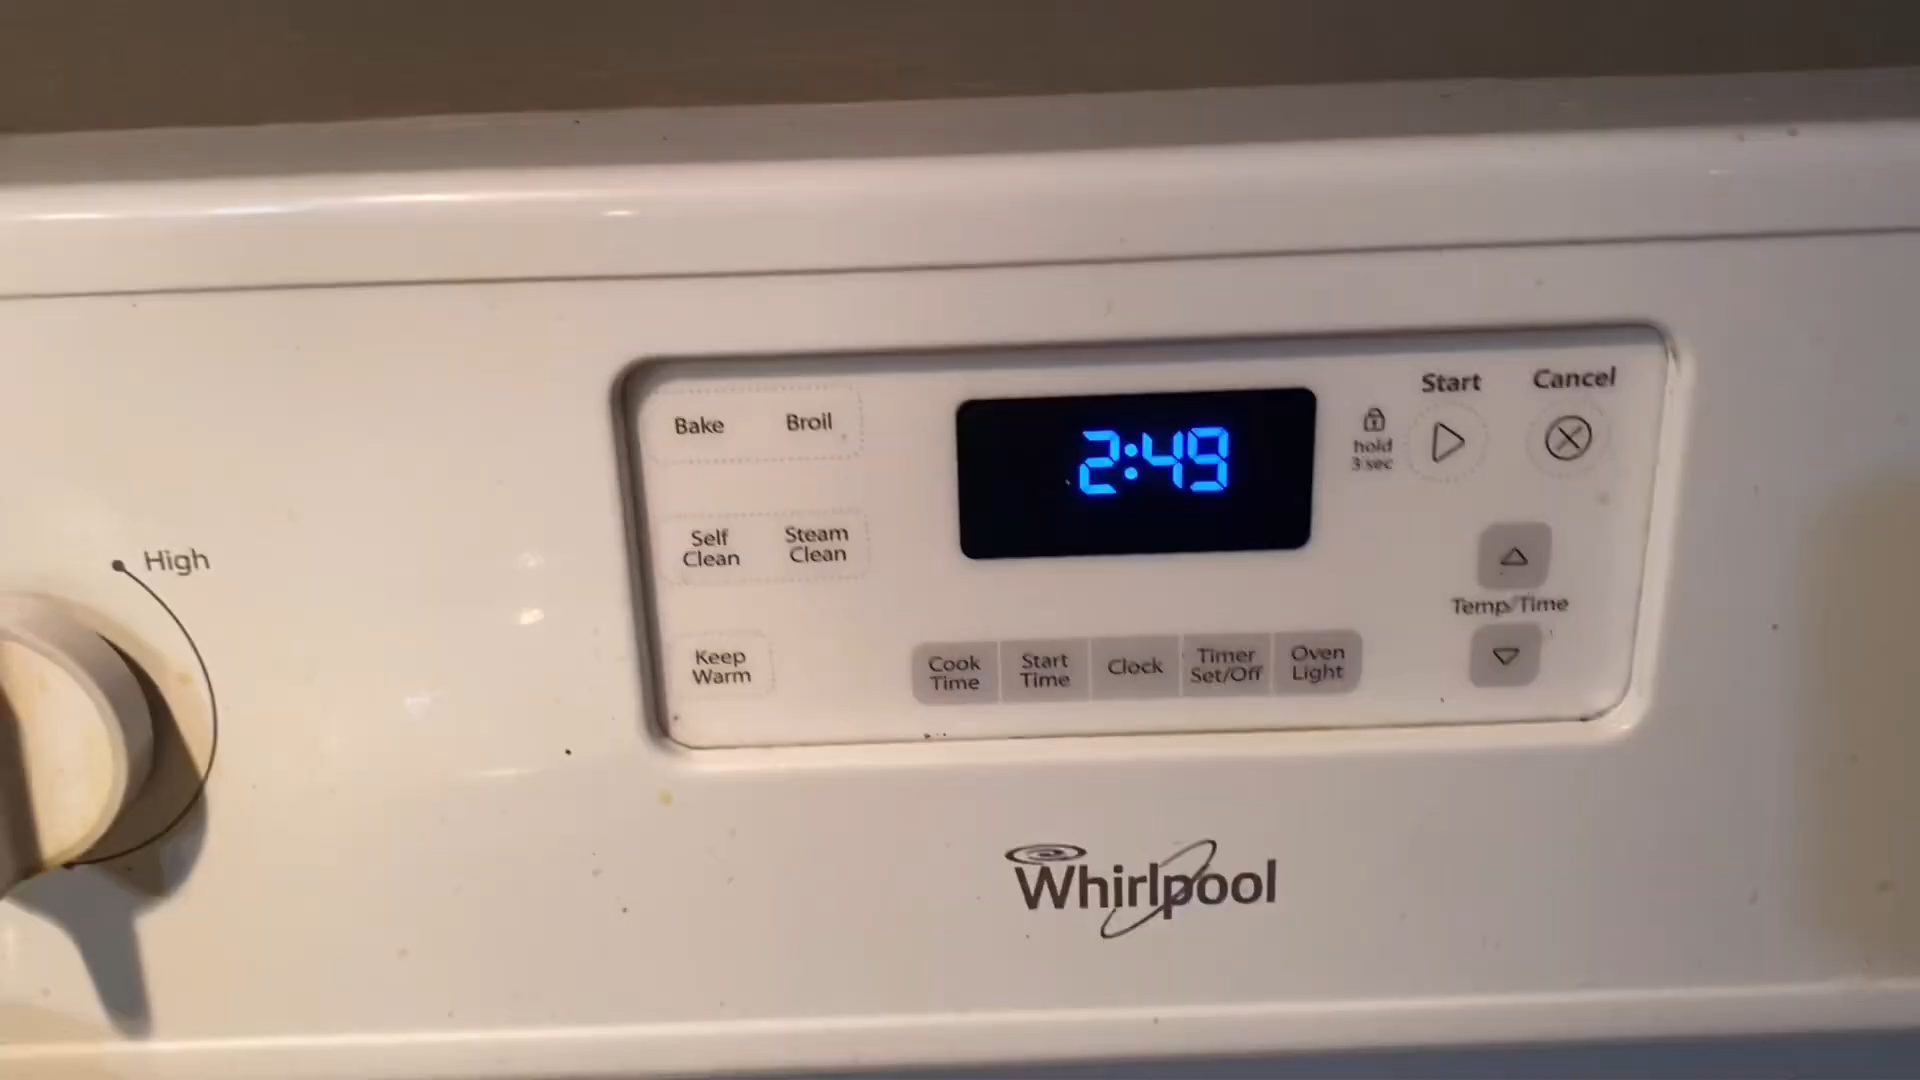 Bake
Broil
2:49
hold
3 sec
Start
Cancel
Self
Clean
Steam
Clean
High
Temp/Time
Keep
Warm
Cook
Time
Start
Time
Clock
Timer
Set/Off
Oven
Light
Whirlpool